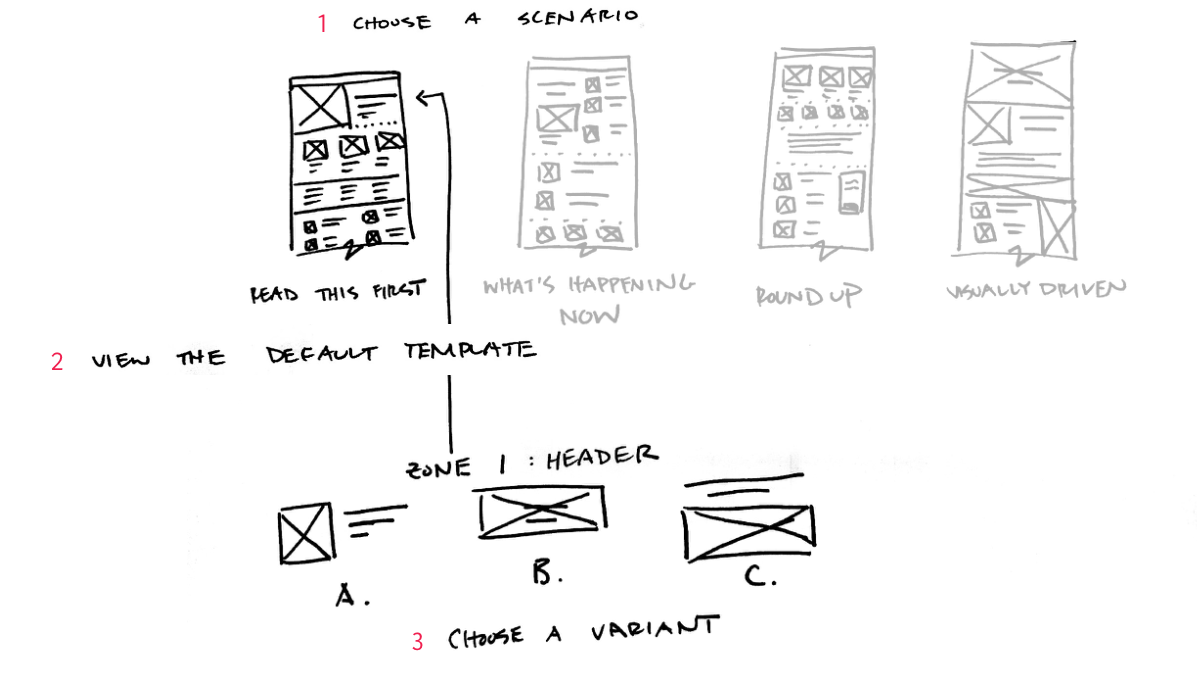 1 CHOOSE A SCENARIO
READ THIS FIRST
WHAT'S HAPPENING
NOW
ROUND UP
VISUALLY DRIVEN
2 VIEW THE DEFAULT TEMPLATE
ZONE 1 : HEADER
A.
B.
C.
3 CHOOSE A VARIANT